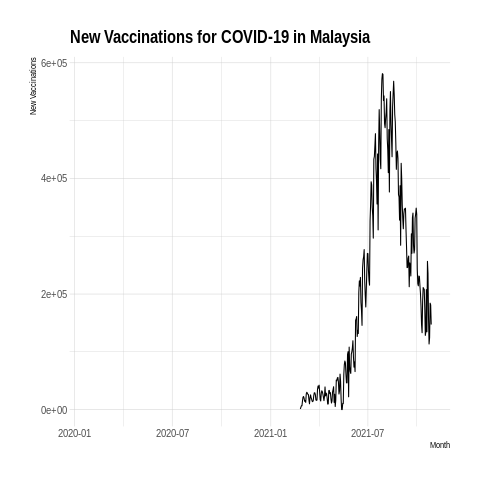 New Vaccinations for COVID-19 in Malaysia
New Vaccinations
6e+05
4e+05
2e+05
0e+00
2020-01 2020-07 2021-01 2021-07
Month